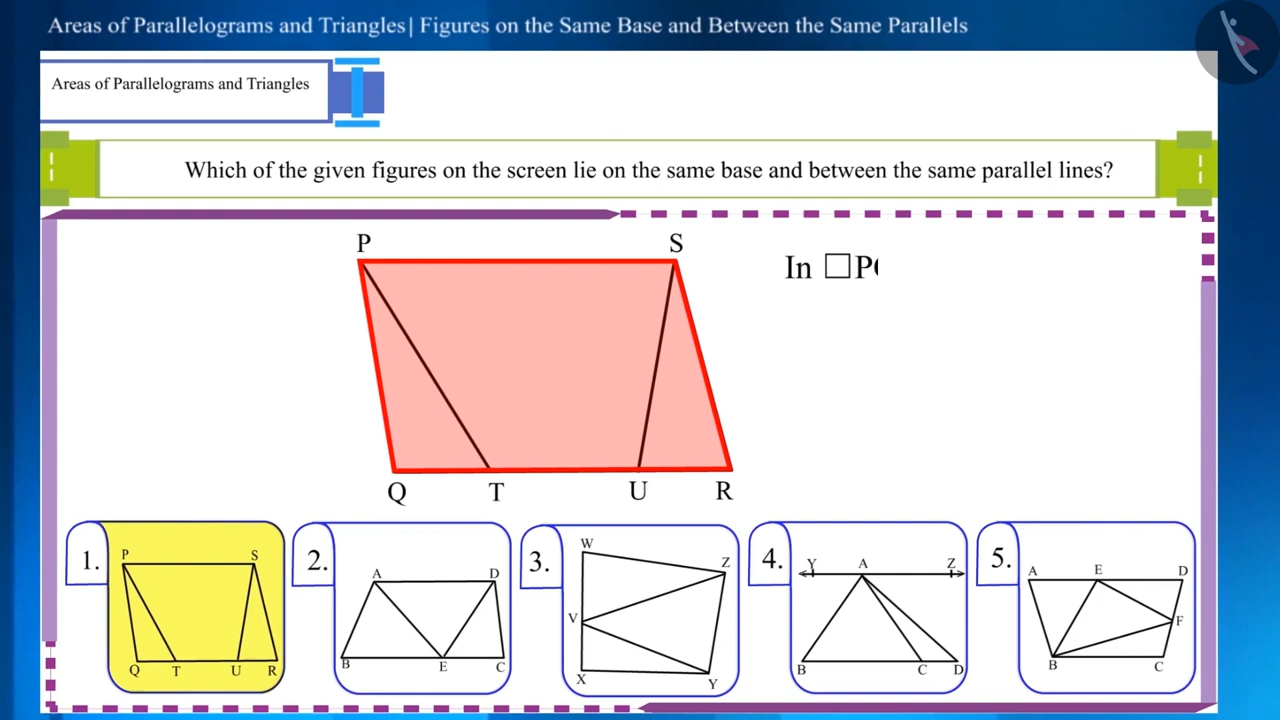 Areas of Parallelograms and Triangles| Figures on the Same Base and Between the Same Parallels
Areas of Parallelograms and Triangles
Which of the given figures on the screen lie on the same base and between the same parallel lines?
P S
In □P
Q T U R
1.
P S
Q T U R
2.
A D
B E C
3.
W
Z
V
X
Y
4.
Y A Z
B C D
5.
A E D
F
B C